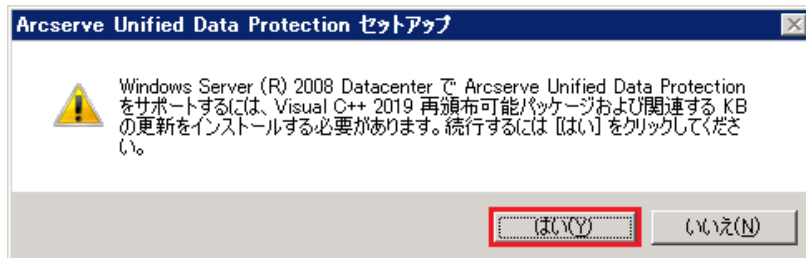 Arcserve Unified Data Protection セットアップ
Windows Server (R) 2008 Datacenter で Arcserve Unified Data Protection
をサポートするには、Visual C++ 2019 再頒布可能パッケージおよび関連する KB
の更新をインストールする必要があります。続行するには [はい] をクリックしてくださ
い。
はい(Y)
いいえ(N)